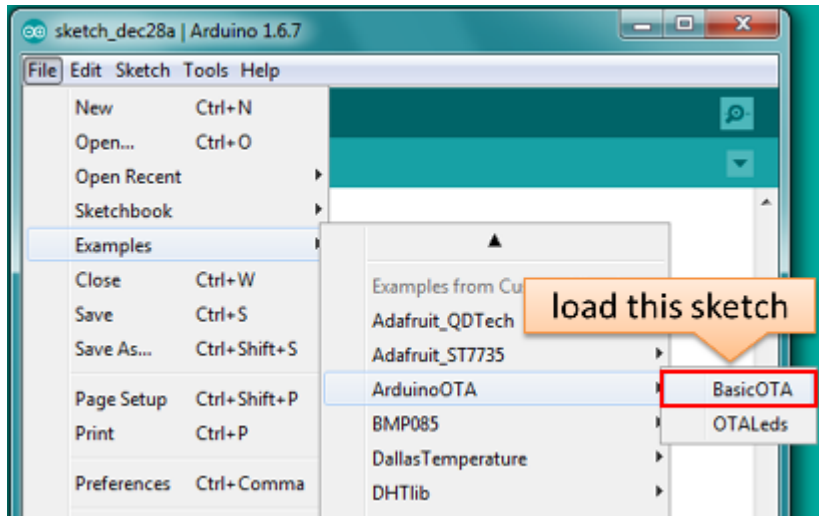 sketch_dec28a | Arduino 1.6.7
File Edit Sketch Tools Help
New Ctrl+N
Open... Ctrl+O
Open Recent
Sketchbook
Examples
Close Ctrl+W
Save Ctrl+S
Save As... Ctrl+Shift+S
Page Setup Ctrl+Shift+P
Print Ctrl+P
Preferences Ctrl+Comma
Examples from Cu
Adafruit_QDTech
Adafruit_ST7735
ArduinoOTA
BMP085
DallasTemperature
DHTlib
load this sketch
BasicOTA
OTALeds